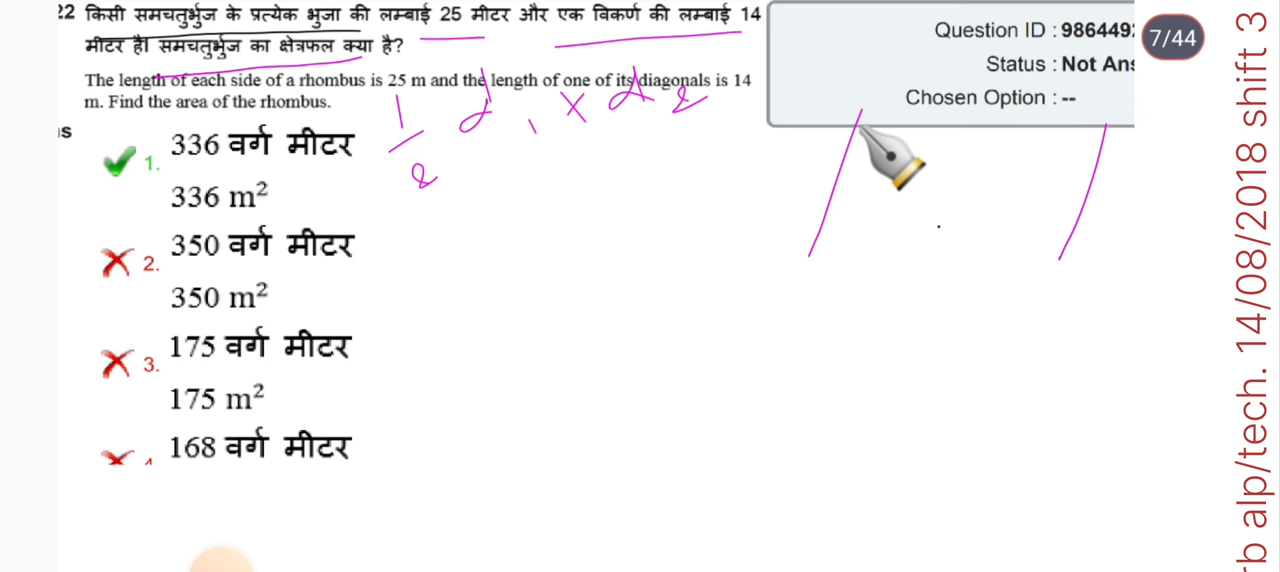 22 किसी समचतुर्भुज के प्रत्येक भुजा की लम्बाई 25 मीटर और एक विकर्ण की लम्बाई 14
मीटर है। समचतुर्भुज का क्षेत्रफल क्या है?
The length of each side of a rhombus is 25 m and the length of one of its diagonals is 14
m. Find the area of the rhombus.
1/2 d1 × d2
1. 336 वर्ग मीटर
336 m²
2. 350 वर्ग मीटर
350 m²
3. 175 वर्ग मीटर
175 m²
168 वर्ग मीटर
Question ID : 986449
Status : Not Ans
Chosen Option : --
7/44
rb alp/tech. 14/08/2018 shift 3